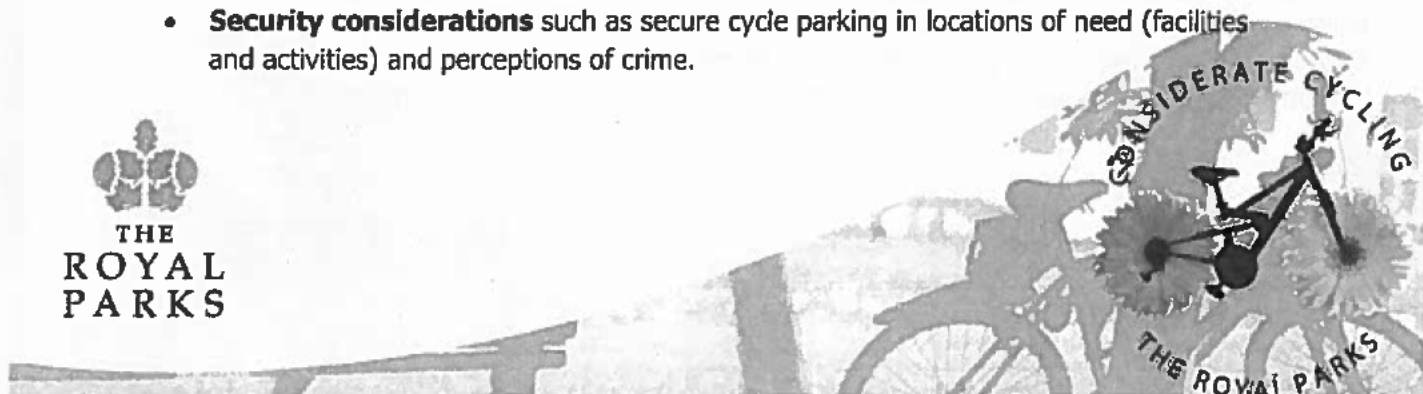 • Security considerations such as secure cycle parking in locations of need (facilities
and activities) and perceptions of crime.
THE
ROYAL
PARKS
CONSIDERATE CYCLING
THE ROYAL PARKS